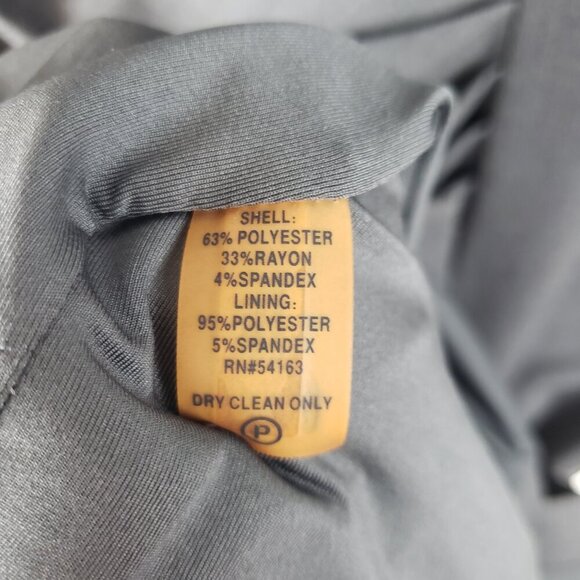 SHELL:
63% POLYESTER
33%RAYON
4%SPANDEX
LINING:
95%POLYESTER
5%SPANDEX
RN#54163
DRY CLEAN ONLY
P